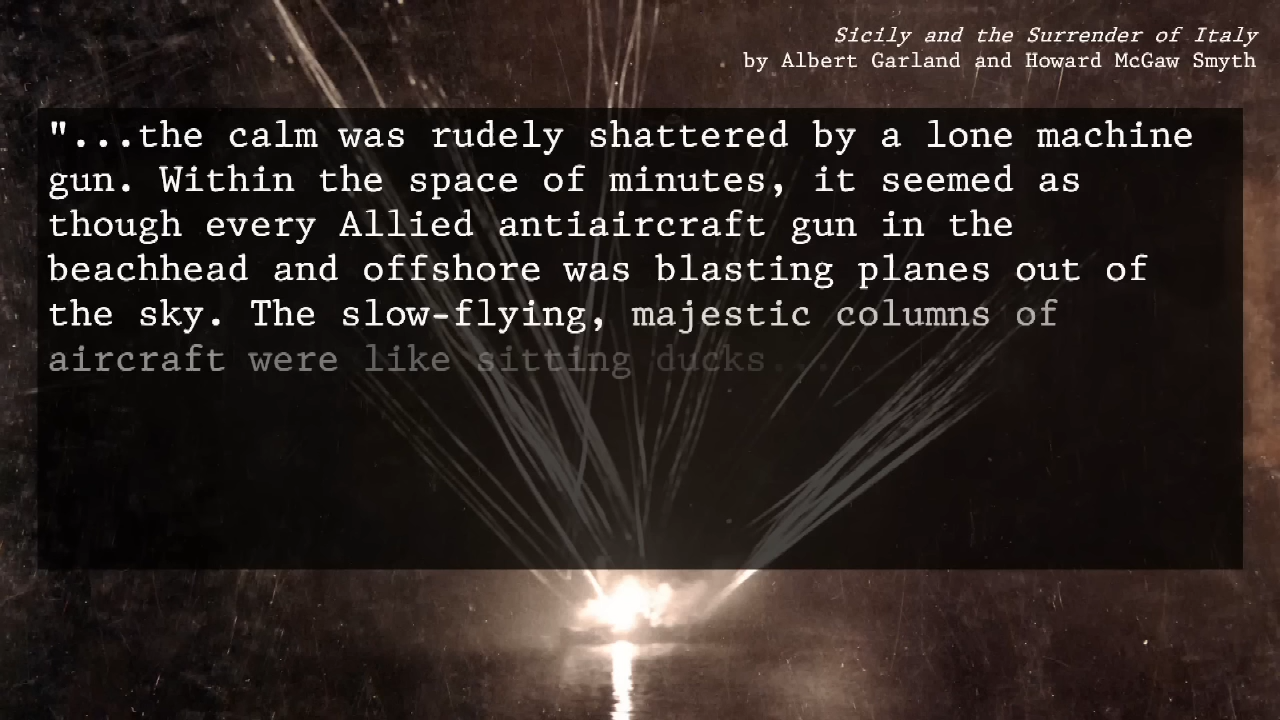 Sicily and the Surrender of Italy
by Albert Garland and Howard McGaw Smyth
"...the calm was rudely shattered by a lone machine
gun. Within the space of minutes, it seemed as
though every Allied antiaircraft gun in the
beachhead and offshore was blasting planes out of
the sky. The slow-flying, majestic columns of
aircraft were like sitting ducks....